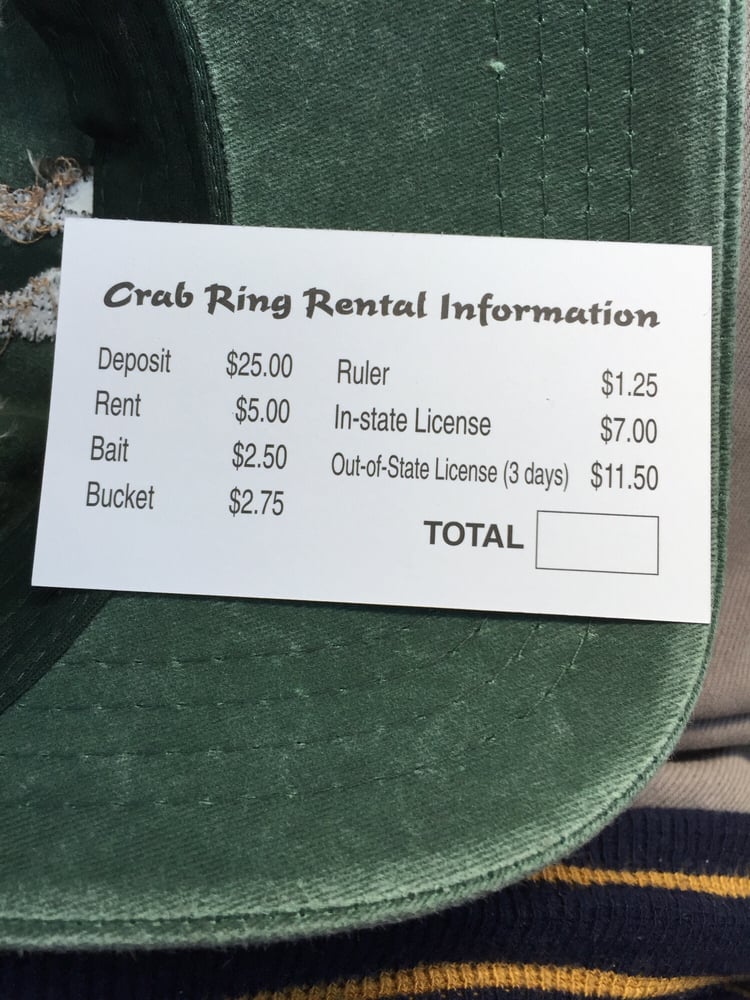 Crab Ring Rental Information
Deposit $25.00
Rent $5.00
Bait $2.50
Bucket $2.75
Ruler $1.25
In-state License $7.00
Out-of-State License (3 days) $11.50
TOTAL